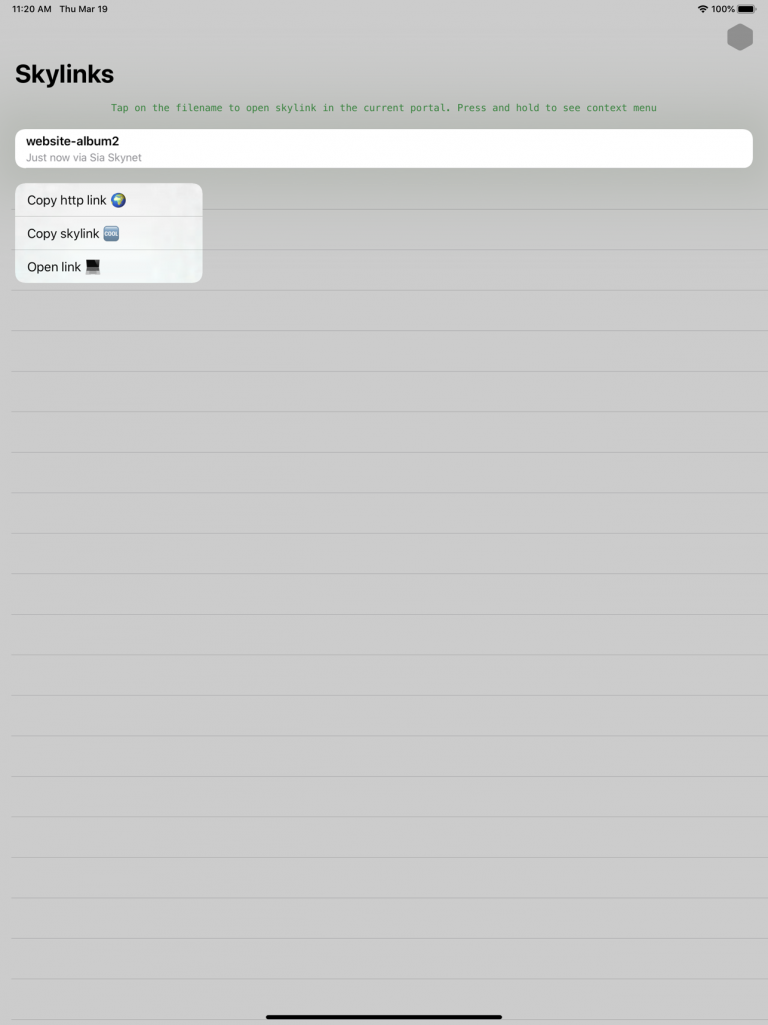 11:20 AM Thu Mar 19 100%
Skylinks
Tap on the filename to open skylink in the current portal. Press and hold to see context menu
website-album2
Just now via Sia Skynet
Copy http link
Copy skylink COOL
Open link